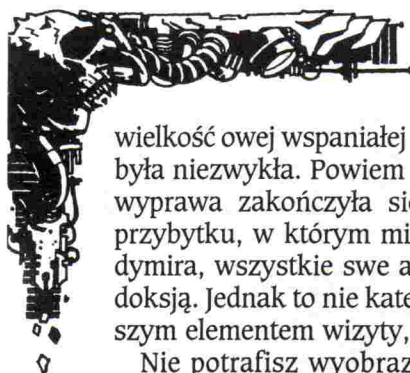 wielkość owej wspaniałej
była niezwykła. Powiem
wyprawa zakończyła się
przybytku, w którym mi
dymira, wszystkie swe a
doksją. Jednak to nie kate
szym elementem wizyty,
Nie potrafisz wyobraz